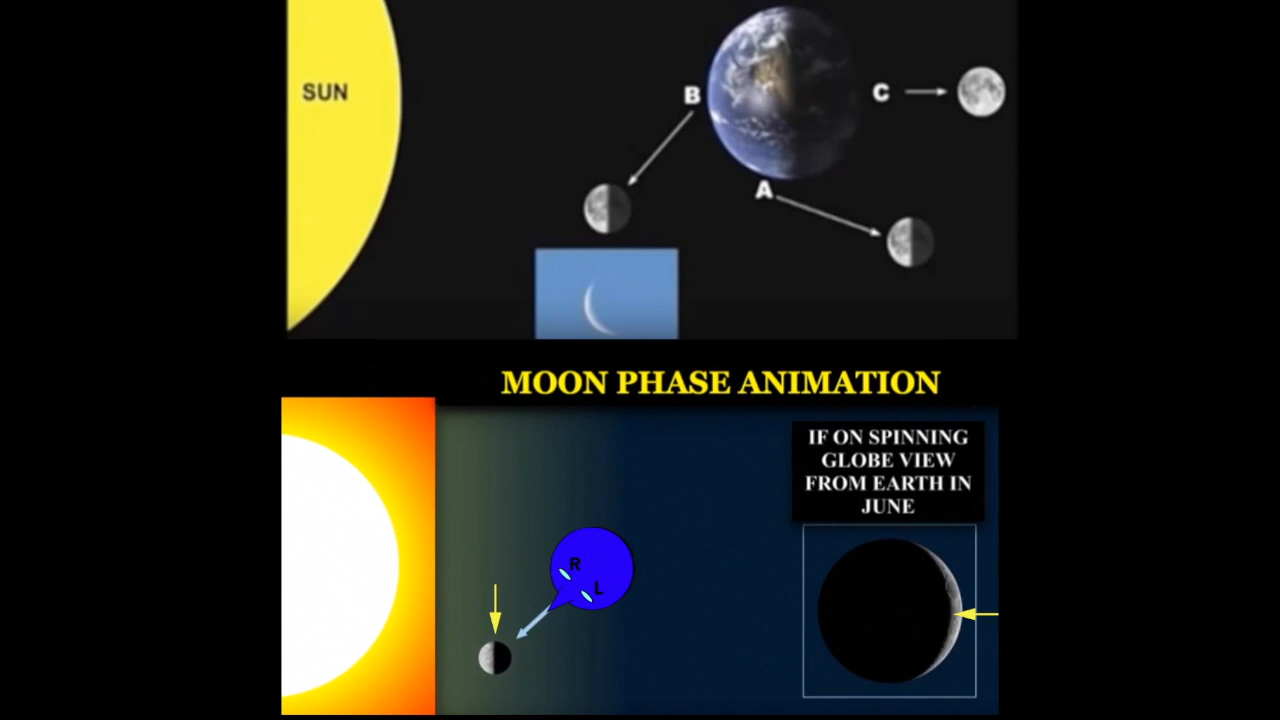 SUN
B
C
A
MOON PHASE ANIMATION
IF ON SPINNING
GLOBE VIEW
FROM EARTH IN
JUNE
R
L